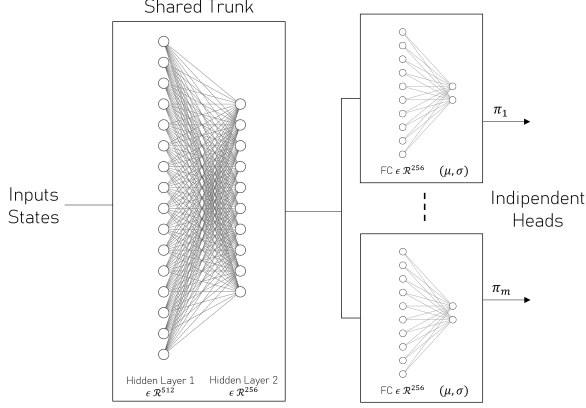 Shared Trunk
Inputs
States
Hidden Layer 1
ϵ ℛ⁵¹²
Hidden Layer 2
ϵ ℛ²⁵⁶
FC ϵ ℛ²⁵⁶
(μ, σ)
π₁
Indipendent
Heads
FC ϵ ℛ²⁵⁶
(μ, σ)
πₘ